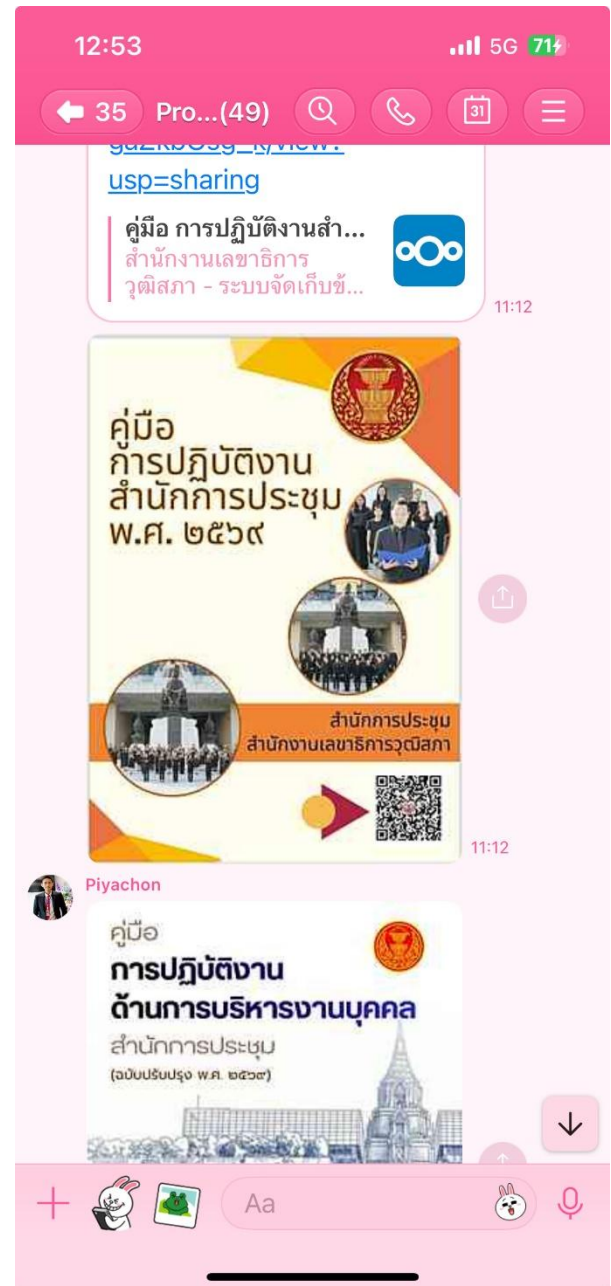 12:53
5G 71
35 Pro...(49) 31
usp=sharing
คู่มือ การปฏิบัติงานสำ...
สำนักงานเลขาธิการ
วุฒิสภา - ระบบจัดเก็บข้...
11:12
คู่มือ
การปฏิบัติงาน
สำนักการประชุม
พ.ศ. ๒๕๖๙
สำนักการประชุม
สำนักงานเลขาธิการวุฒิสภา
11:12
Piyachon
คู่มือ
การปฏิบัติงาน
ด้านการบริหารงานบุคคล
สำนักการประชุม
(ฉบับปรับปรุง พ.ศ. ๒๕๖๙)
Aa